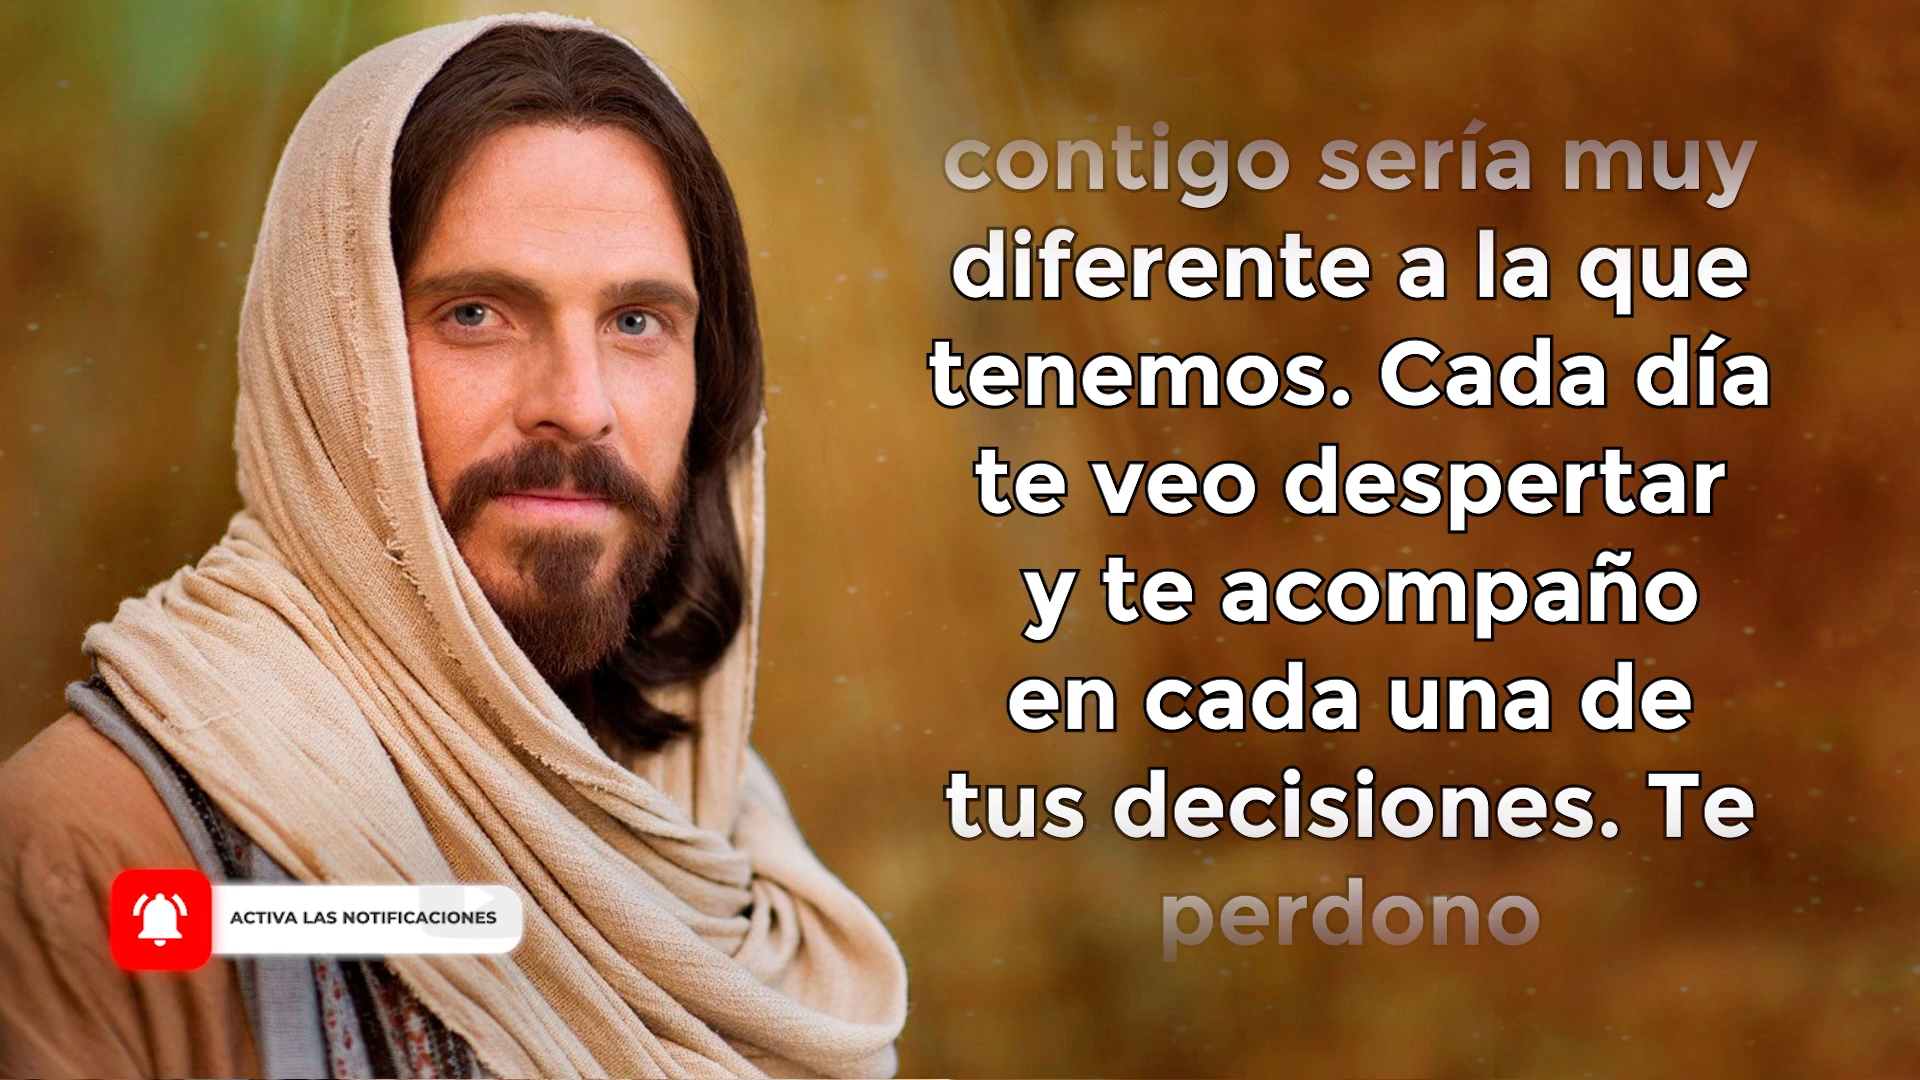 contigo sería muy
diferente a la que
tenemos. Cada día
te veo despertar
y te acompaño
en cada una de
tus decisiones. Te
perdono
ACTIVA LAS NOTIFICACIONES